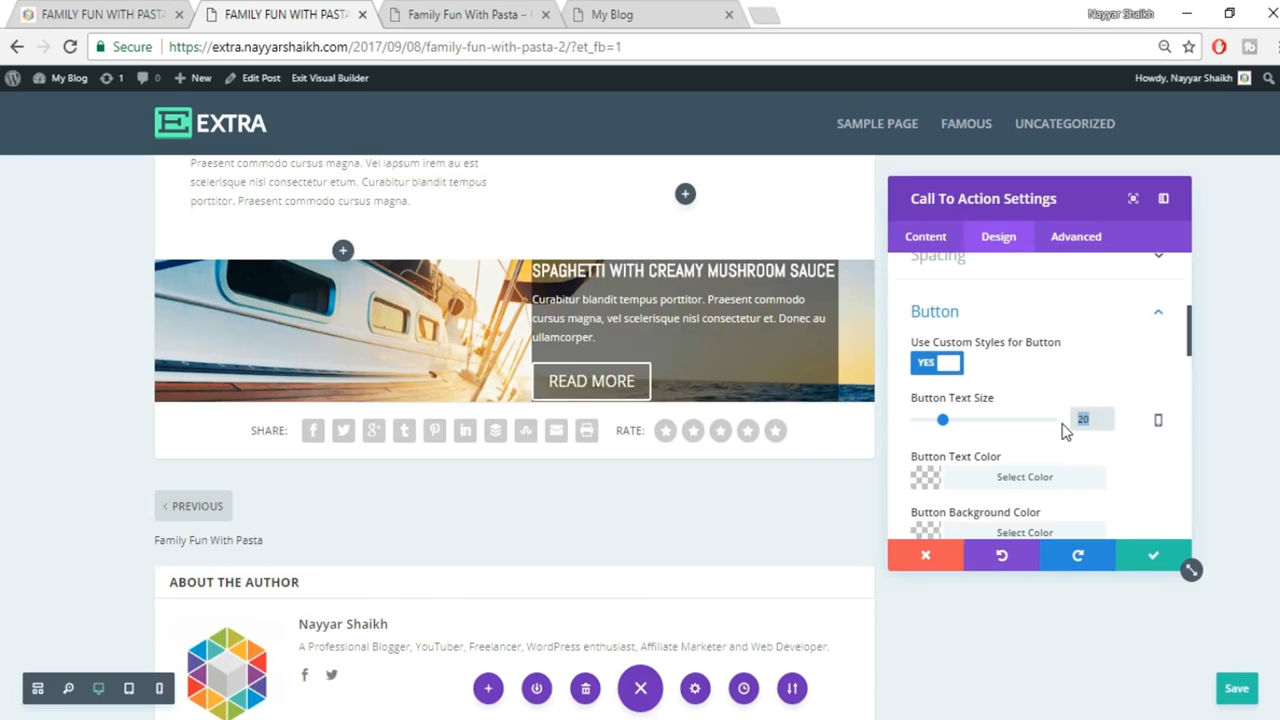 FAMILY FUN WITH PASTA
FAMILY FUN WITH PASTA
Family Fun With Pasta –
My Blog
Nayyar Shaikh
Secure
https://extra.nayyarshaikh.com/2017/09/08/family-fun-with-pasta-2/?et_fb=1
My Blog
1
0
New
Edit Post
Exit Visual Builder
Howdy, Nayyar Shaikh
E EXTRA
SAMPLE PAGE
FAMOUS
UNCATEGORIZED
Praesent commodo cursus magna. Vel lapsum irem au est
scelerisque nisl consectetur etum. Curabitur blandit tempus
porttitor. Praesent commodo cursus magna.
SPAGHETTI WITH CREAMY MUSHROOM SAUCE
Curabitur blandit tempus porttitor. Praesent commodo
cursus magna, vel scelerisque nisl consectetur et. Donec au
ullamcorper.
READ MORE
SHARE:
RATE:
PREVIOUS
Family Fun With Pasta
ABOUT THE AUTHOR
Nayyar Shaikh
A Professional Blogger, YouTuber, Freelancer, WordPress enthusiast, Affiliate Marketer and Web Developer.
Call To Action Settings
Content
Design
Advanced
Spacing
Button
Use Custom Styles for Button
YES
Button Text Size
20
Button Text Color
Select Color
Button Background Color
Select Color
Save